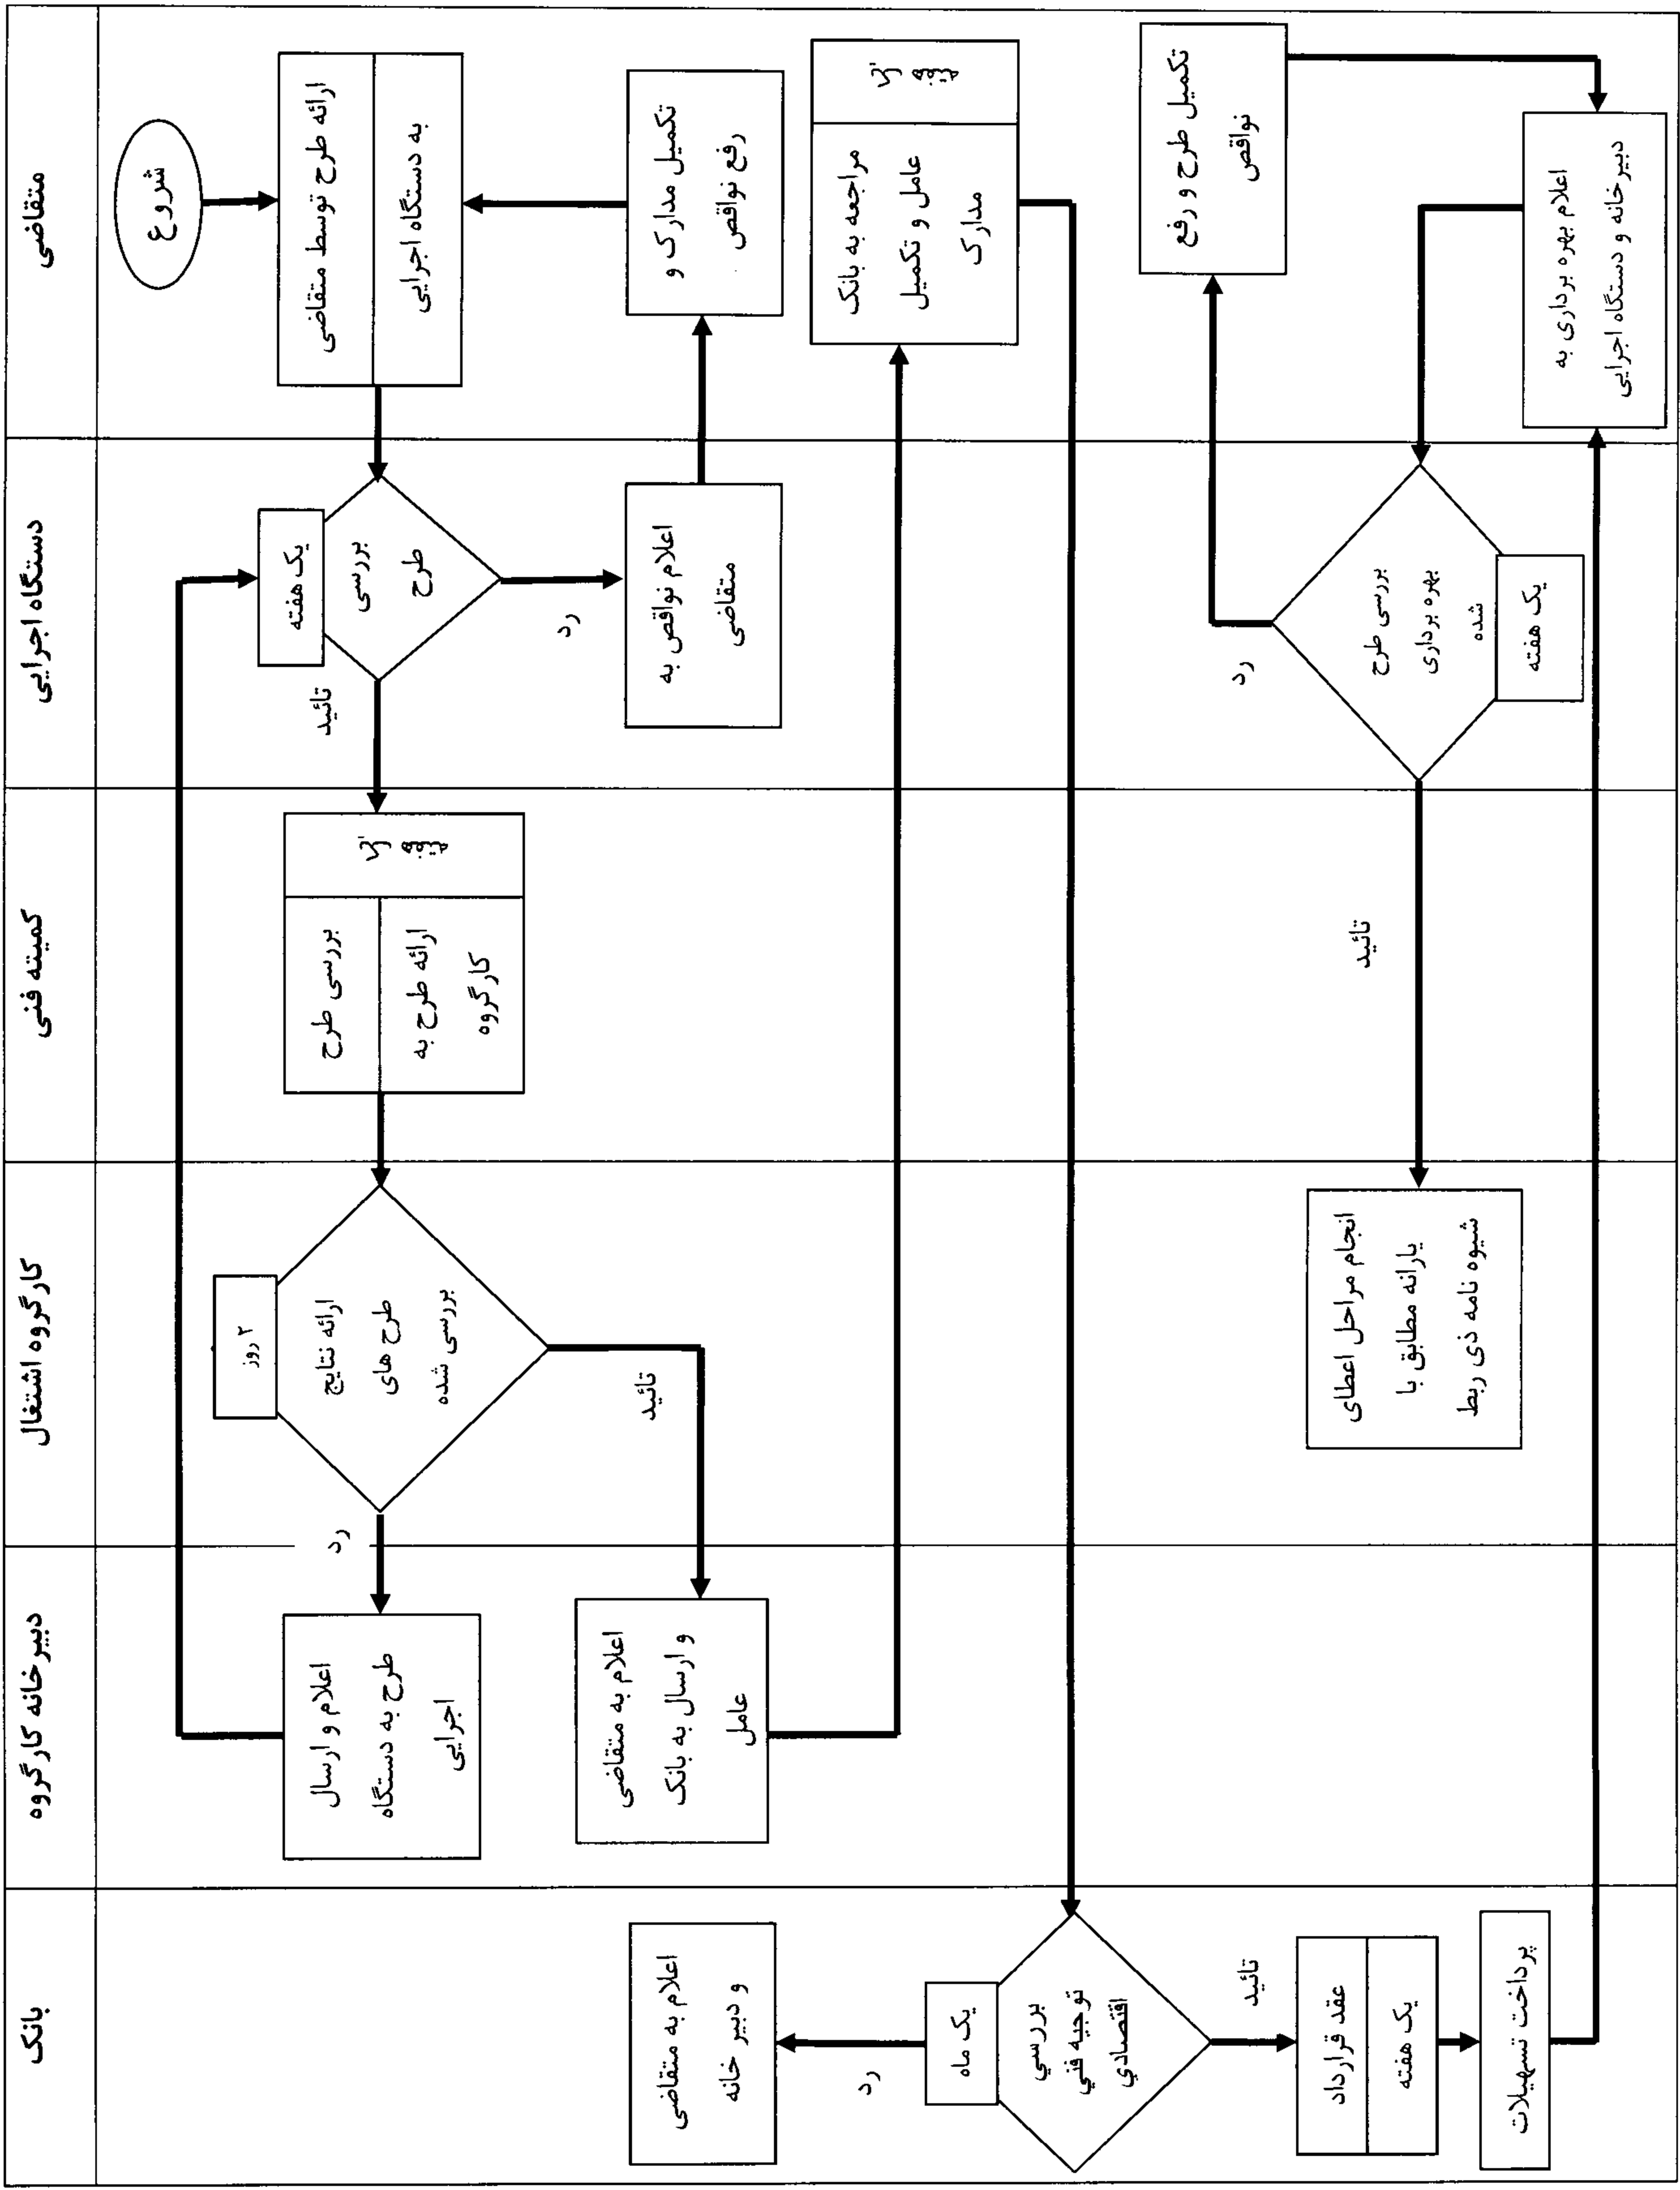 متقاضی
دستگاه اجرایی
کمیته فنی
کارگروه اشتغال
دبیرخانه کارگروه
بانک
شروع
ارائه طرح توسط متقاضی
به دستگاه اجرایی
یک هفته
بررسی
طرح
تائید
رد
اعلام نواقص به
متقاضی
تکمیل مدارک و
رفع نواقص
بررسی طرح
ارائه طرح به
کارگروه
۲ روز
ارائه نتایج
طرح های
بررسی شده
رد
تائید
اعلام و ارسال
طرح به دستگاه
اجرایی
اعلام به متقاضی
و ارسال به بانک
عامل
مراجعه به بانک
عامل و تکمیل
مدارک
یک ماه
بررسي
توجيه فني
اقتصادي
رد
اعلام به متقاضی
و دبیر خانه
تائید
عقد قرارداد
یک هفته
پرداخت تسهیلات
اعلام بهره برداری به
دبیرخانه و دستگاه اجرایی
بررسی طرح
بهره برداری
شده
یک هفته
رد
تکمیل طرح و رفع
نواقص
تائید
انجام مراحل اعطای
یارانه مطابق با
شیوه نامه ذی ربط